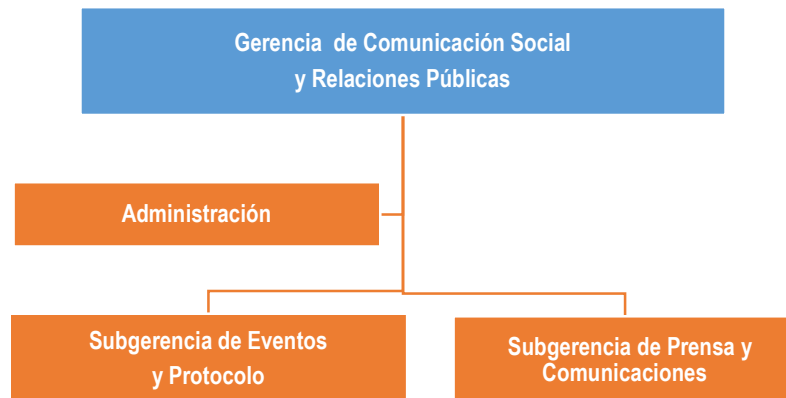 Gerencia de Comunicación Social
y Relaciones Públicas
Administración
Subgerencia de Eventos
y Protocolo
Subgerencia de Prensa y
Comunicaciones